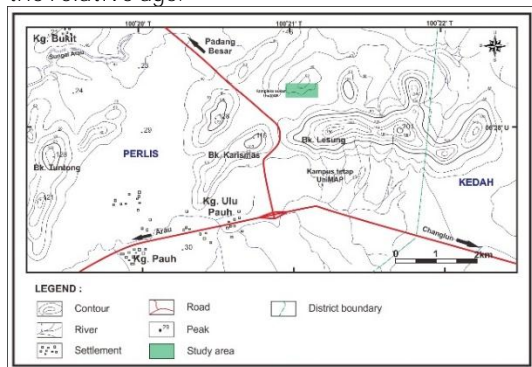 the relative age.
100°20' T
100°21' T
100°22' T
Kg. Bukit
Padang
Besar
Sungai Arau
23
24
29
PERLIS
Bk. Tuntong
Bk. Karismas
Bk. Lesung
06°28' U
Kampus tetap
UniMAP
KEDAH
Kg. Ulu
Pauh
Arau
Changlun
Kg. Pauh
30
0 1 2km
LEGEND :
Contour
Road
District boundary
River
Peak
Settlement
Study area